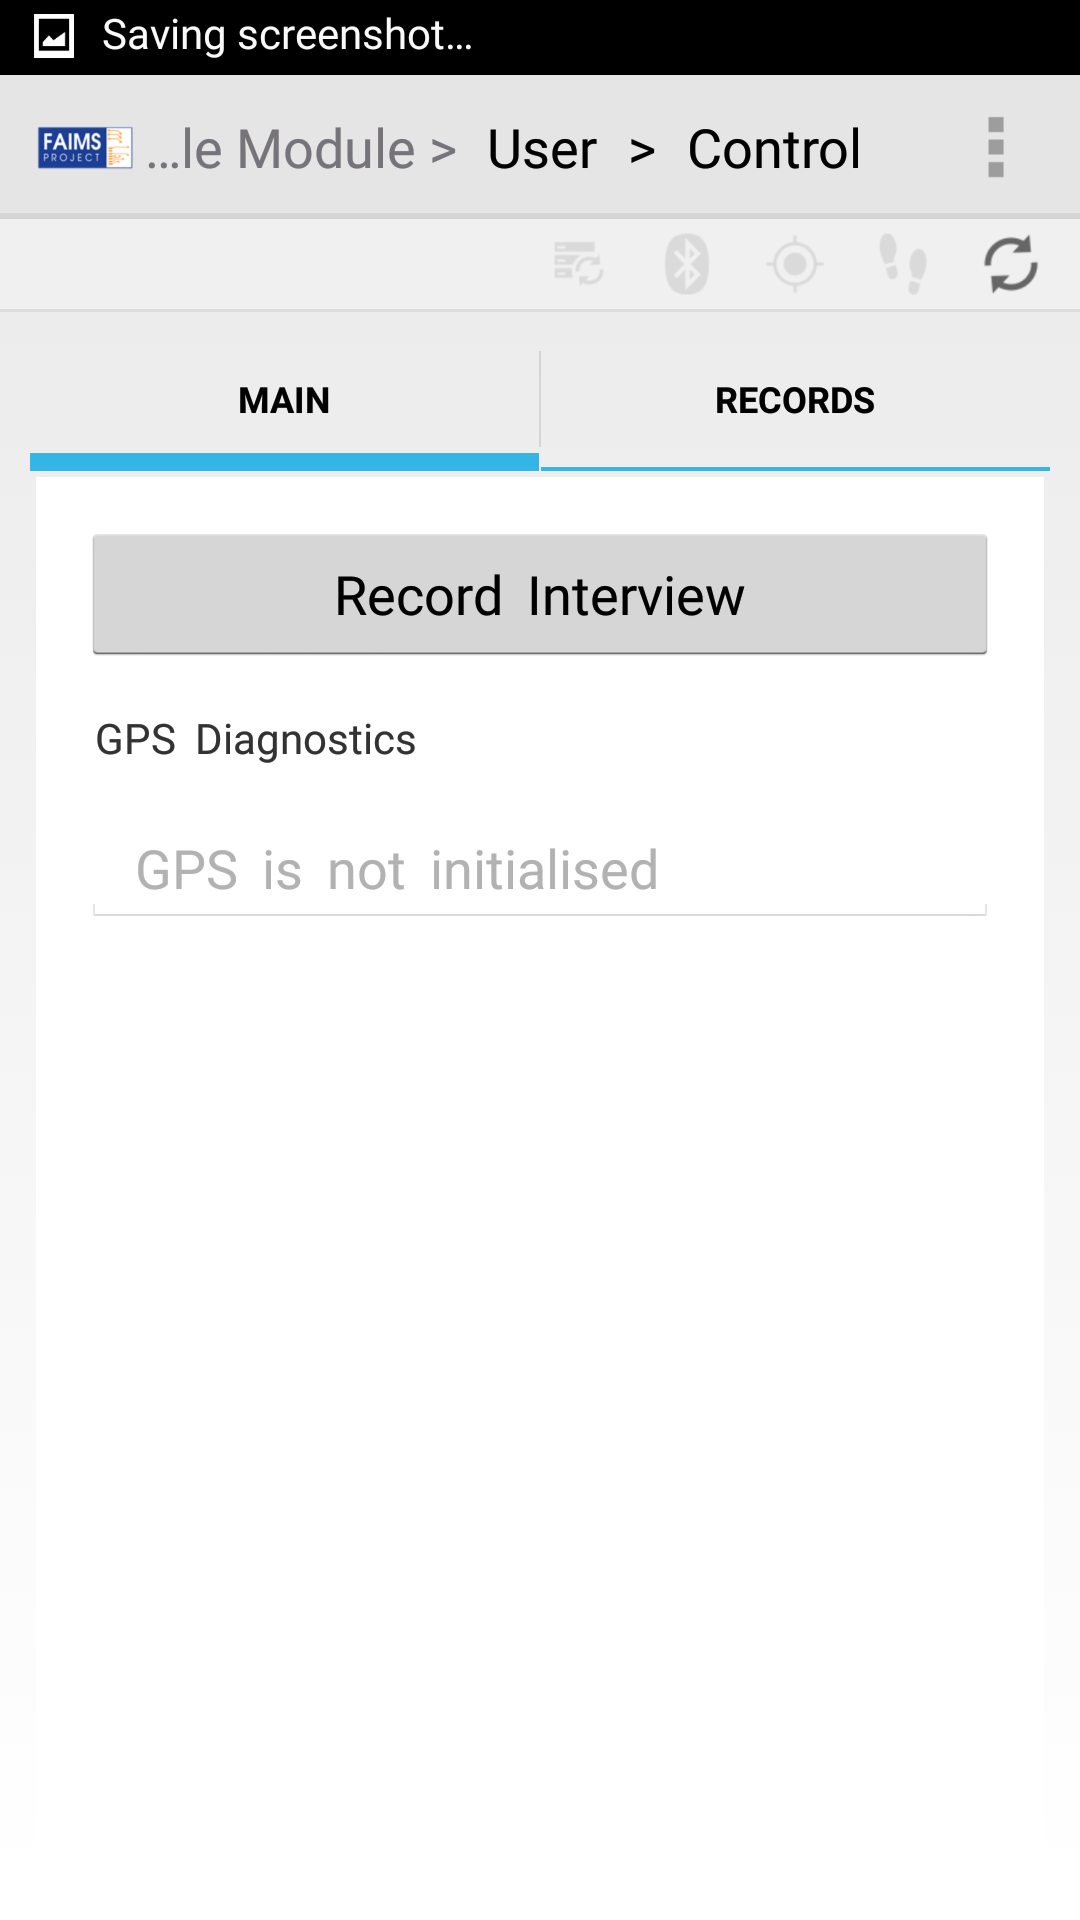 Saving screenshot...
FAIMS
PROJECT
...le Module > User > Control
MAIN
RECORDS
Record Interview
GPS Diagnostics
GPS is not initialised